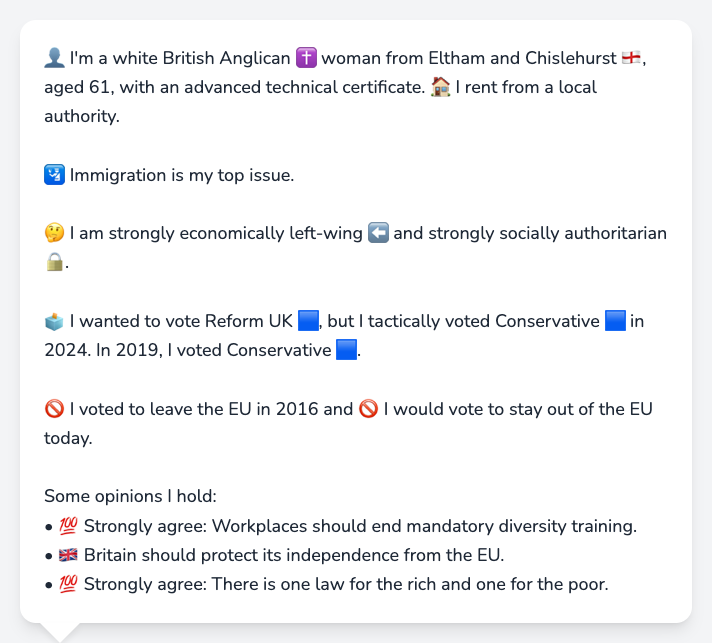 👤 I'm a white British Anglican ✝️ woman from Eltham and Chislehurst 🏴󠁧󠁢󠁥󠁮󠁧󠁿,
aged 61, with an advanced technical certificate. 🏠 I rent from a local
authority.
🛂 Immigration is my top issue.
🤔 I am strongly economically left-wing ⬅️ and strongly socially authoritarian
🔒.
🗳️ I wanted to vote Reform UK 🟦, but I tactically voted Conservative 🟦 in
2024. In 2019, I voted Conservative 🟦.
🚫 I voted to leave the EU in 2016 and 🚫 I would vote to stay out of the EU
today.
Some opinions I hold:
• 💯 Strongly agree: Workplaces should end mandatory diversity training.
• 🇬🇧 Britain should protect its independence from the EU.
• 💯 Strongly agree: There is one law for the rich and one for the poor.